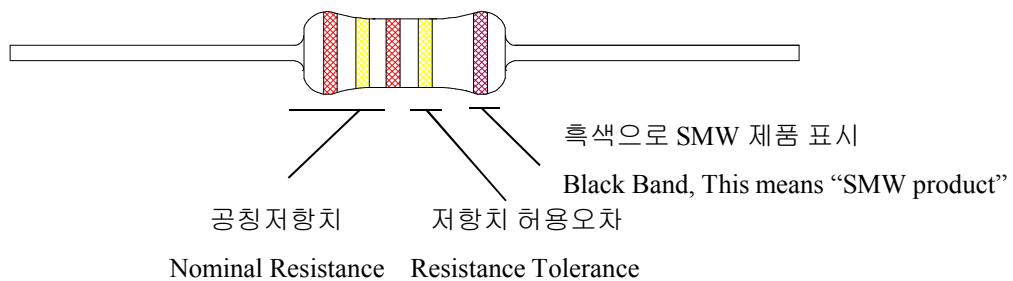 흑색으로 SMW 제품 표시
Black Band, This means “SMW product”
공칭저항치
저항치 허용오차
Nominal Resistance
Resistance Tolerance